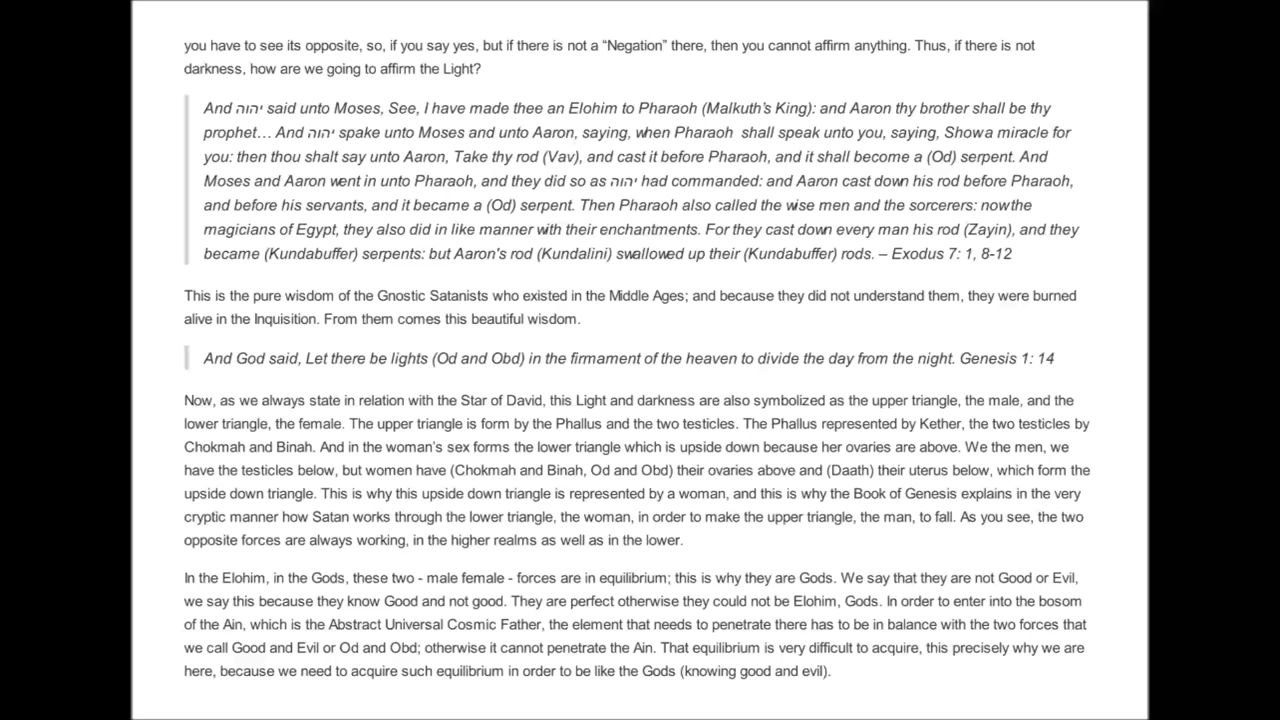 you have to see its opposite, so, if you say yes, but if there is not a “Negation” there, then you cannot affirm anything. Thus, if there is not
darkness, how are we going to affirm the Light?
And יהוה said unto Moses, See, I have made thee an Elohim to Pharaoh (Malkuth's King): and Aaron thy brother shall be thy
prophet… And יהוה spake unto Moses and unto Aaron, saying, when Pharaoh shall speak unto you, saying, Show a miracle for
you: then thou shalt say unto Aaron, Take thy rod (Vav), and cast it before Pharaoh, and it shall become a (Od) serpent. And
Moses and Aaron went in unto Pharaoh, and they did so as יהוה had commanded: and Aaron cast down his rod before Pharaoh,
and before his servants, and it became a (Od) serpent. Then Pharaoh also called the wise men and the sorcerers: now the
magicians of Egypt, they also did in like manner with their enchantments. For they cast down every man his rod (Zayin), and they
became (Kundabuffer) serpents: but Aaron's rod (Kundalini) swallowed up their (Kundabuffer) rods. – Exodus 7: 1, 8-12
This is the pure wisdom of the Gnostic Satanists who existed in the Middle Ages; and because they did not understand them, they were burned
alive in the Inquisition. From them comes this beautiful wisdom.
And God said, Let there be lights (Od and Obd) in the firmament of the heaven to divide the day from the night. Genesis 1: 14
Now, as we always state in relation with the Star of David, this Light and darkness are also symbolized as the upper triangle, the male, and the
lower triangle, the female. The upper triangle is form by the Phallus and the two testicles. The Phallus represented by Kether, the two testicles by
Chokmah and Binah. And in the woman's sex forms the lower triangle which is upside down because her ovaries are above. We the men, we
have the testicles below, but women have (Chokmah and Binah, Od and Obd) their ovaries above and (Daath) their uterus below, which form the
upside down triangle. This is why this upside down triangle is represented by a woman, and this is why the Book of Genesis explains in the very
cryptic manner how Satan works through the lower triangle, the woman, in order to make the upper triangle, the man, to fall. As you see, the two
opposite forces are always working, in the higher realms as well as in the lower.
In the Elohim, in the Gods, these two - male female - forces are in equilibrium; this is why they are Gods. We say that they are not Good or Evil,
we say this because they know Good and not good. They are perfect otherwise they could not be Elohim, Gods. In order to enter into the bosom
of the Ain, which is the Abstract Universal Cosmic Father, the element that needs to penetrate there has to be in balance with the two forces that
we call Good and Evil or Od and Obd; otherwise it cannot penetrate the Ain. That equilibrium is very difficult to acquire, this precisely why we are
here, because we need to acquire such equilibrium in order to be like the Gods (knowing good and evil).